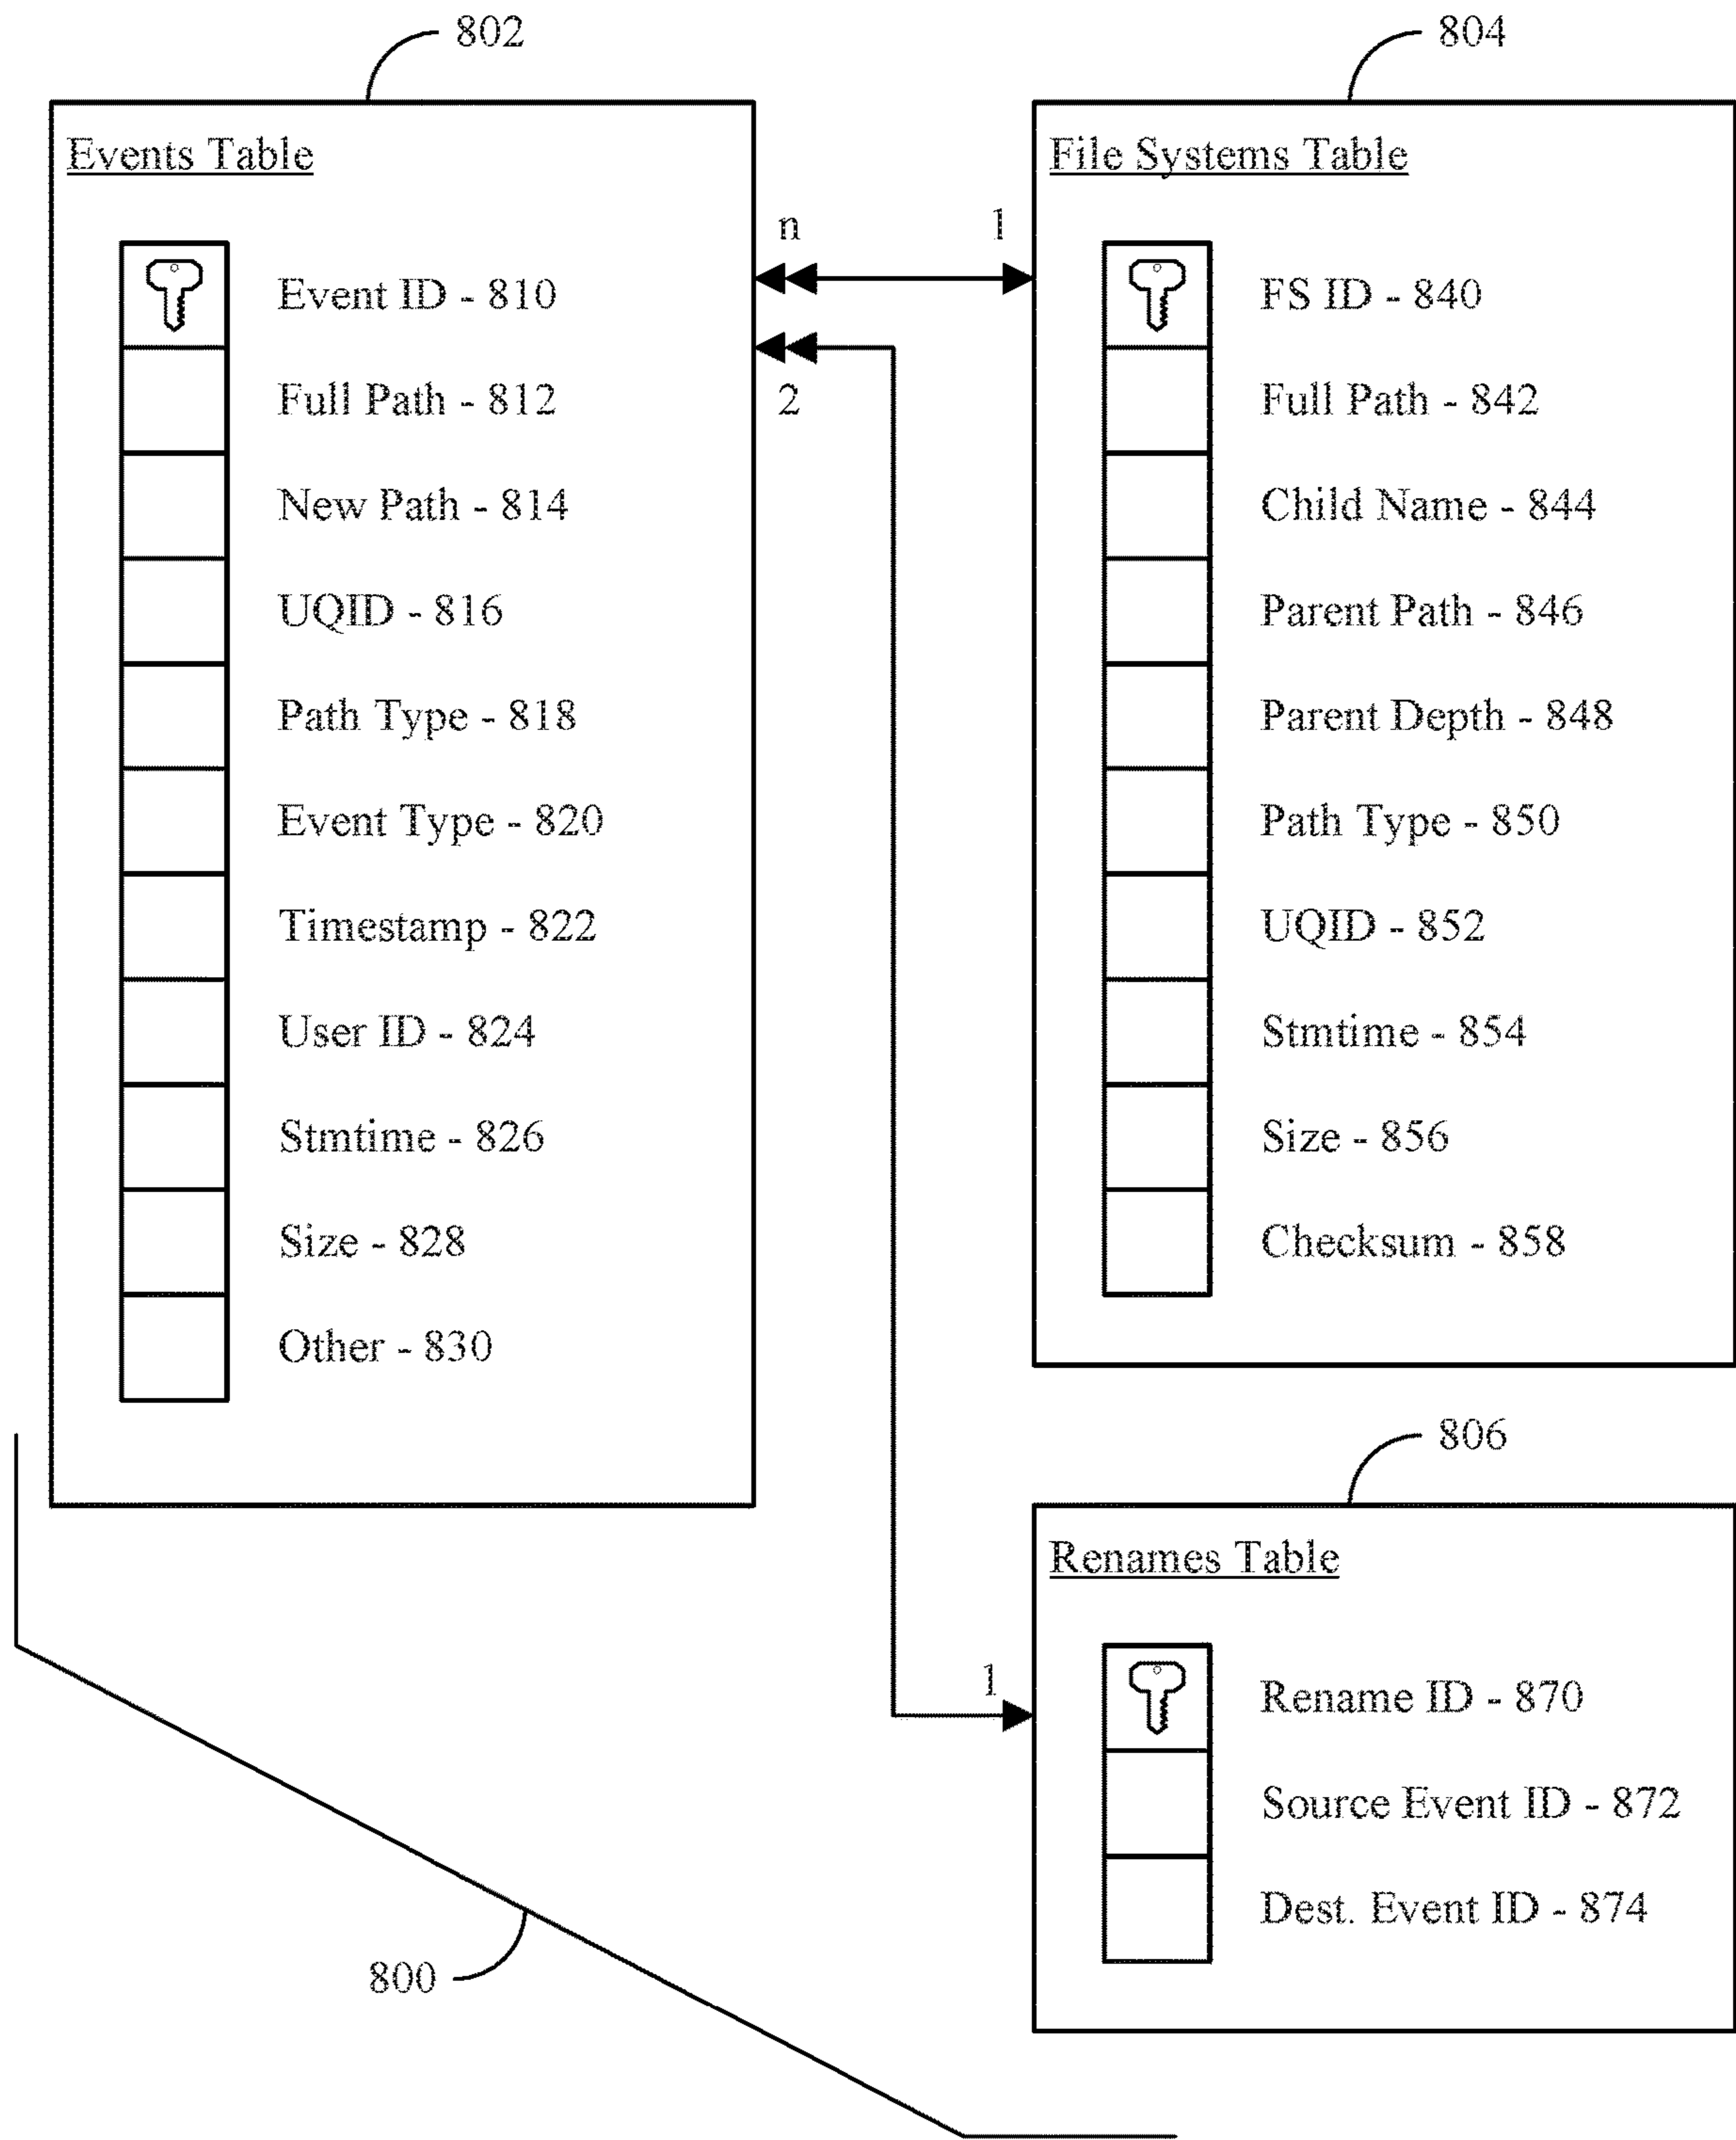 802
Events Table
Event ID - 810
Full Path - 812
New Path - 814
UQID - 816
Path Type - 818
Event Type - 820
Timestamp - 822
User ID - 824
Stmtime - 826
Size - 828
Other - 830
n
1
2
1
804
File Systems Table
FS ID - 840
Full Path - 842
Child Name - 844
Parent Path - 846
Parent Depth - 848
Path Type - 850
UQID - 852
Stmtime - 854
Size - 856
Checksum - 858
806
Renames Table
Rename ID - 870
Source Event ID - 872
Dest. Event ID - 874
800